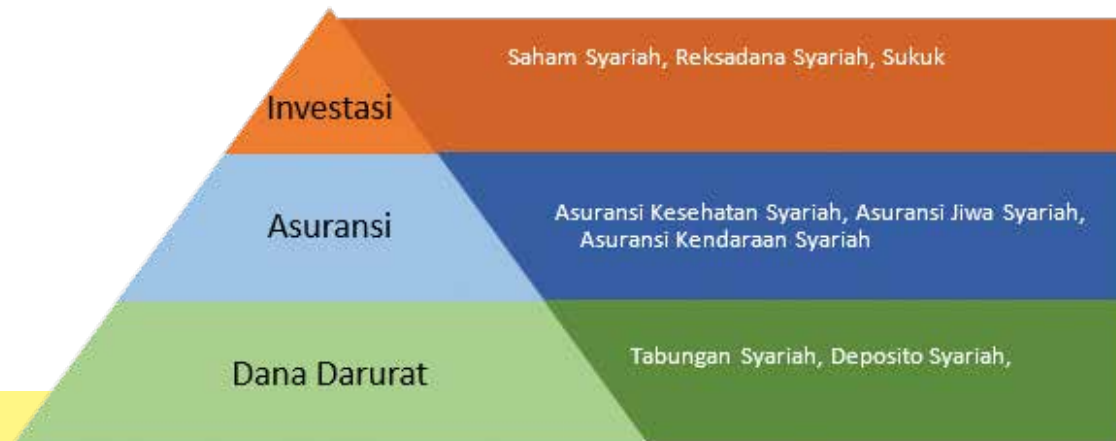 Saham Syariah, Reksadana Syariah, Sukuk
Investasi
Asuransi Kesehatan Syariah, Asuransi Jiwa Syariah,
Asuransi Kendaraan Syariah
Asuransi
Tabungan Syariah, Deposito Syariah,
Dana Darurat